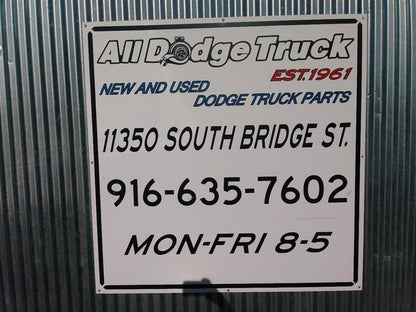 All Dodge Truck
EST.1961
NEW AND USED
DODGE TRUCK PARTS
11350 SOUTH BRIDGE ST.
916-635-7602
MON-FRI 8-5